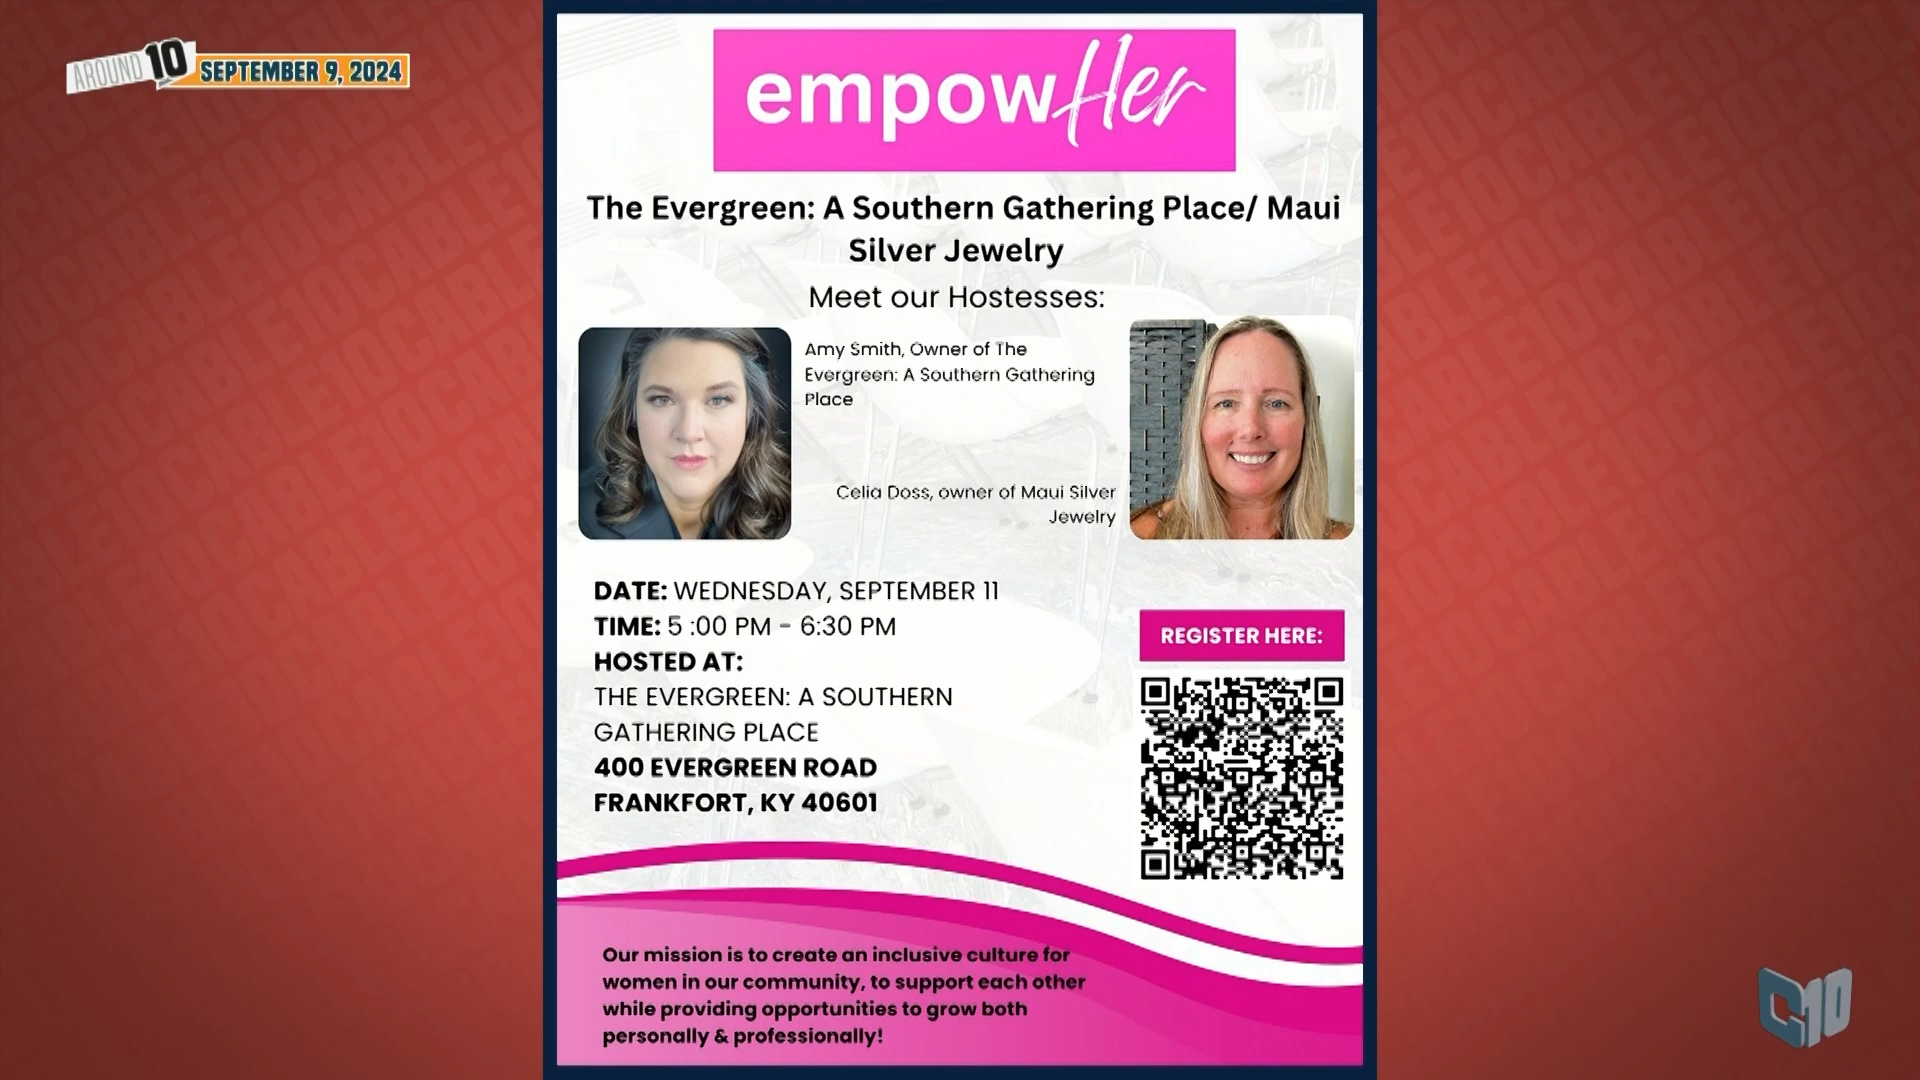 AROUND 10 SEPTEMBER 9, 2024
empowHer
The Evergreen: A Southern Gathering Place/ Maui
Silver Jewelry
Meet our Hostesses:
Amy Smith, Owner of The
Evergreen: A Southern Gathering
Place
Celia Doss, owner of Maui Silver
Jewelry
DATE: WEDNESDAY, SEPTEMBER 11
TIME: 5 :00 PM - 6:30 PM
HOSTED AT:
THE EVERGREEN: A SOUTHERN
GATHERING PLACE
400 EVERGREEN ROAD
FRANKFORT, KY 40601
REGISTER HERE:
Our mission is to create an inclusive culture for
women in our community, to support each other
while providing opportunities to grow both
personally & professionally!
C10